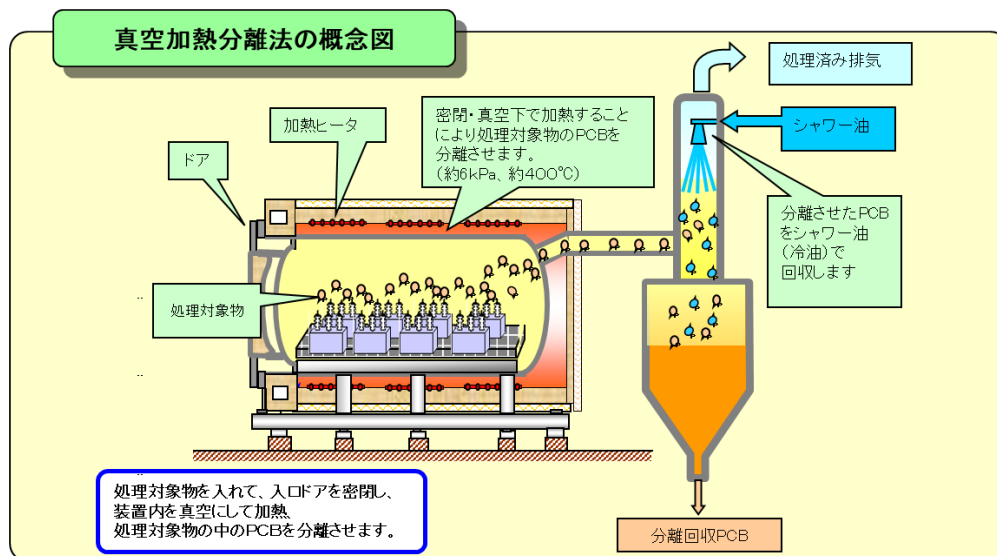 真空加熱分離法の概念図
処理済み排気
加熱ヒータ
密閉・真空下で加熱すること
により処理対象物のPCBを
分離させます。
(約6kPa、約400℃)
シャワー油
ドア
分離させたPCB
をシャワー油
(冷油)で
回収します
処理対象物
処理対象物を入れて、入口ドアを密閉し、
装置内を真空にして加熱、
処理対象物の中のPCBを分離させます。
分離回収PCB